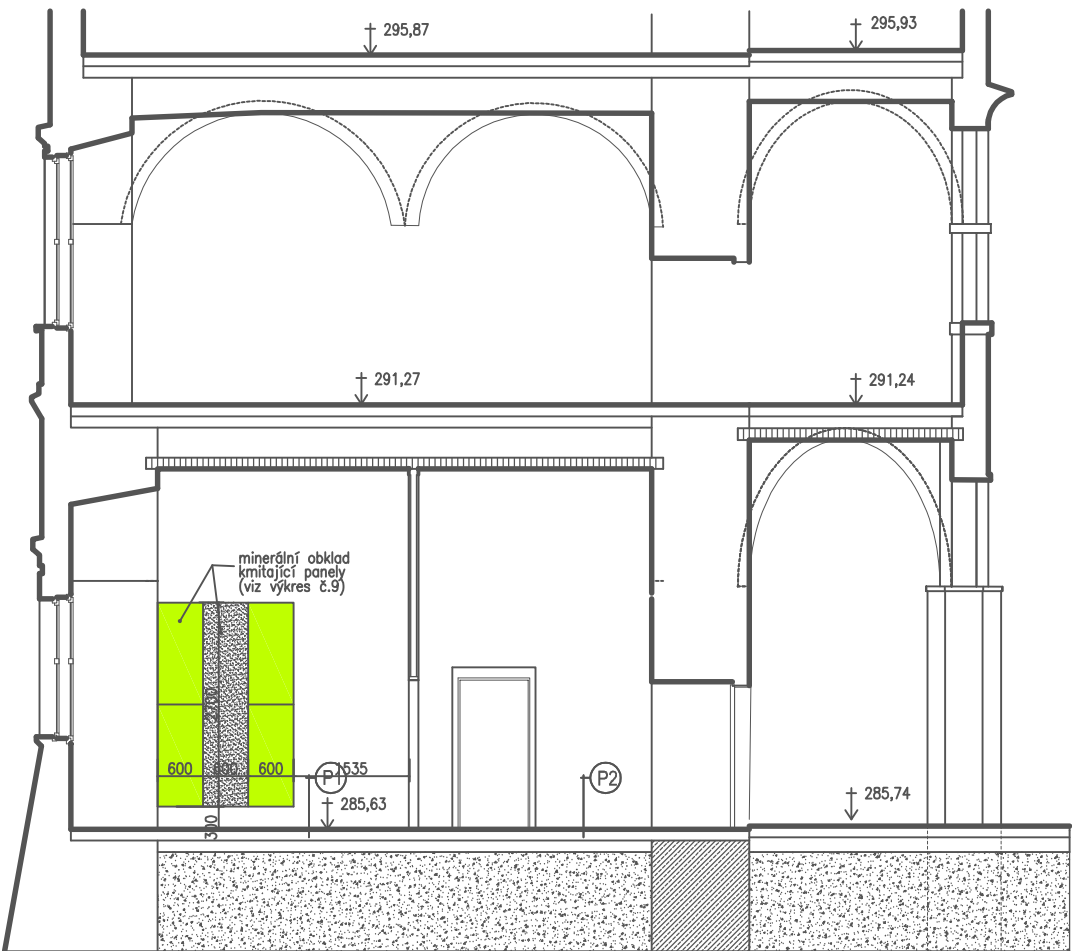 295,87
295,93
291,27
291,24
minerální obklad
kmitající panely
(viz výkres č.9)
2700
600
600
600
1535
P1
P2
285,63
285,74
300